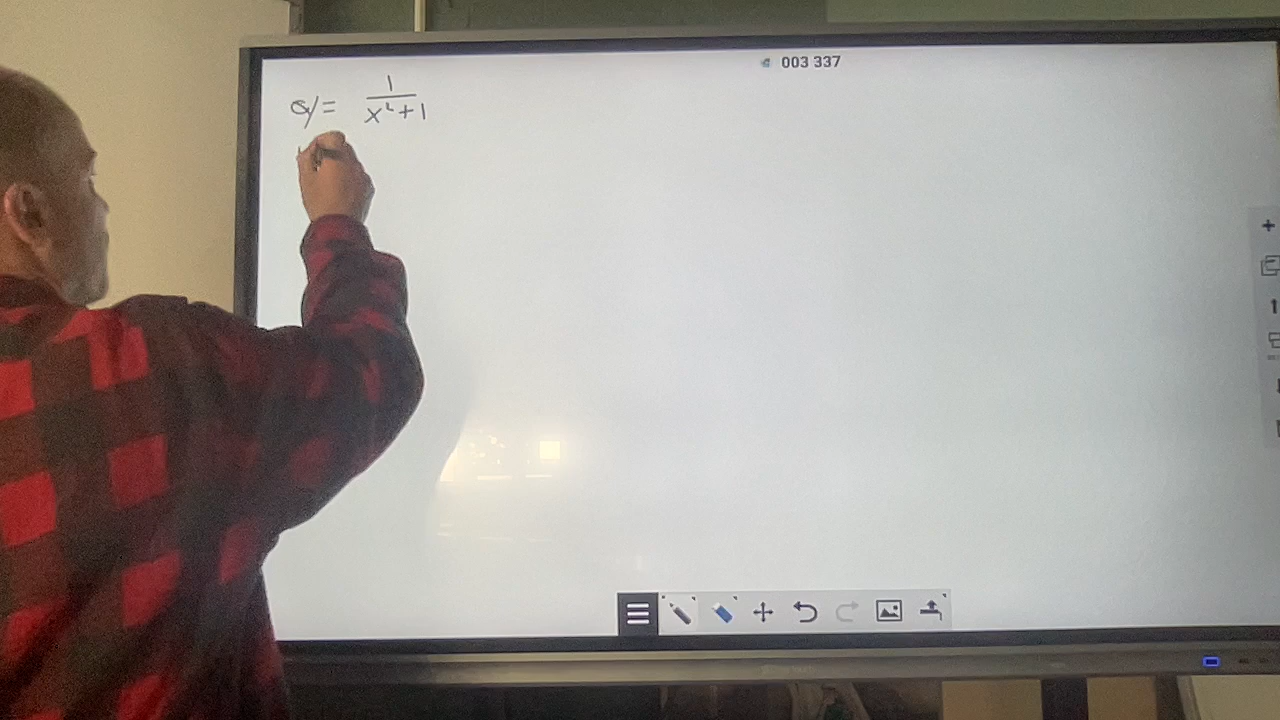 003 337
y = 1/(x²+1)